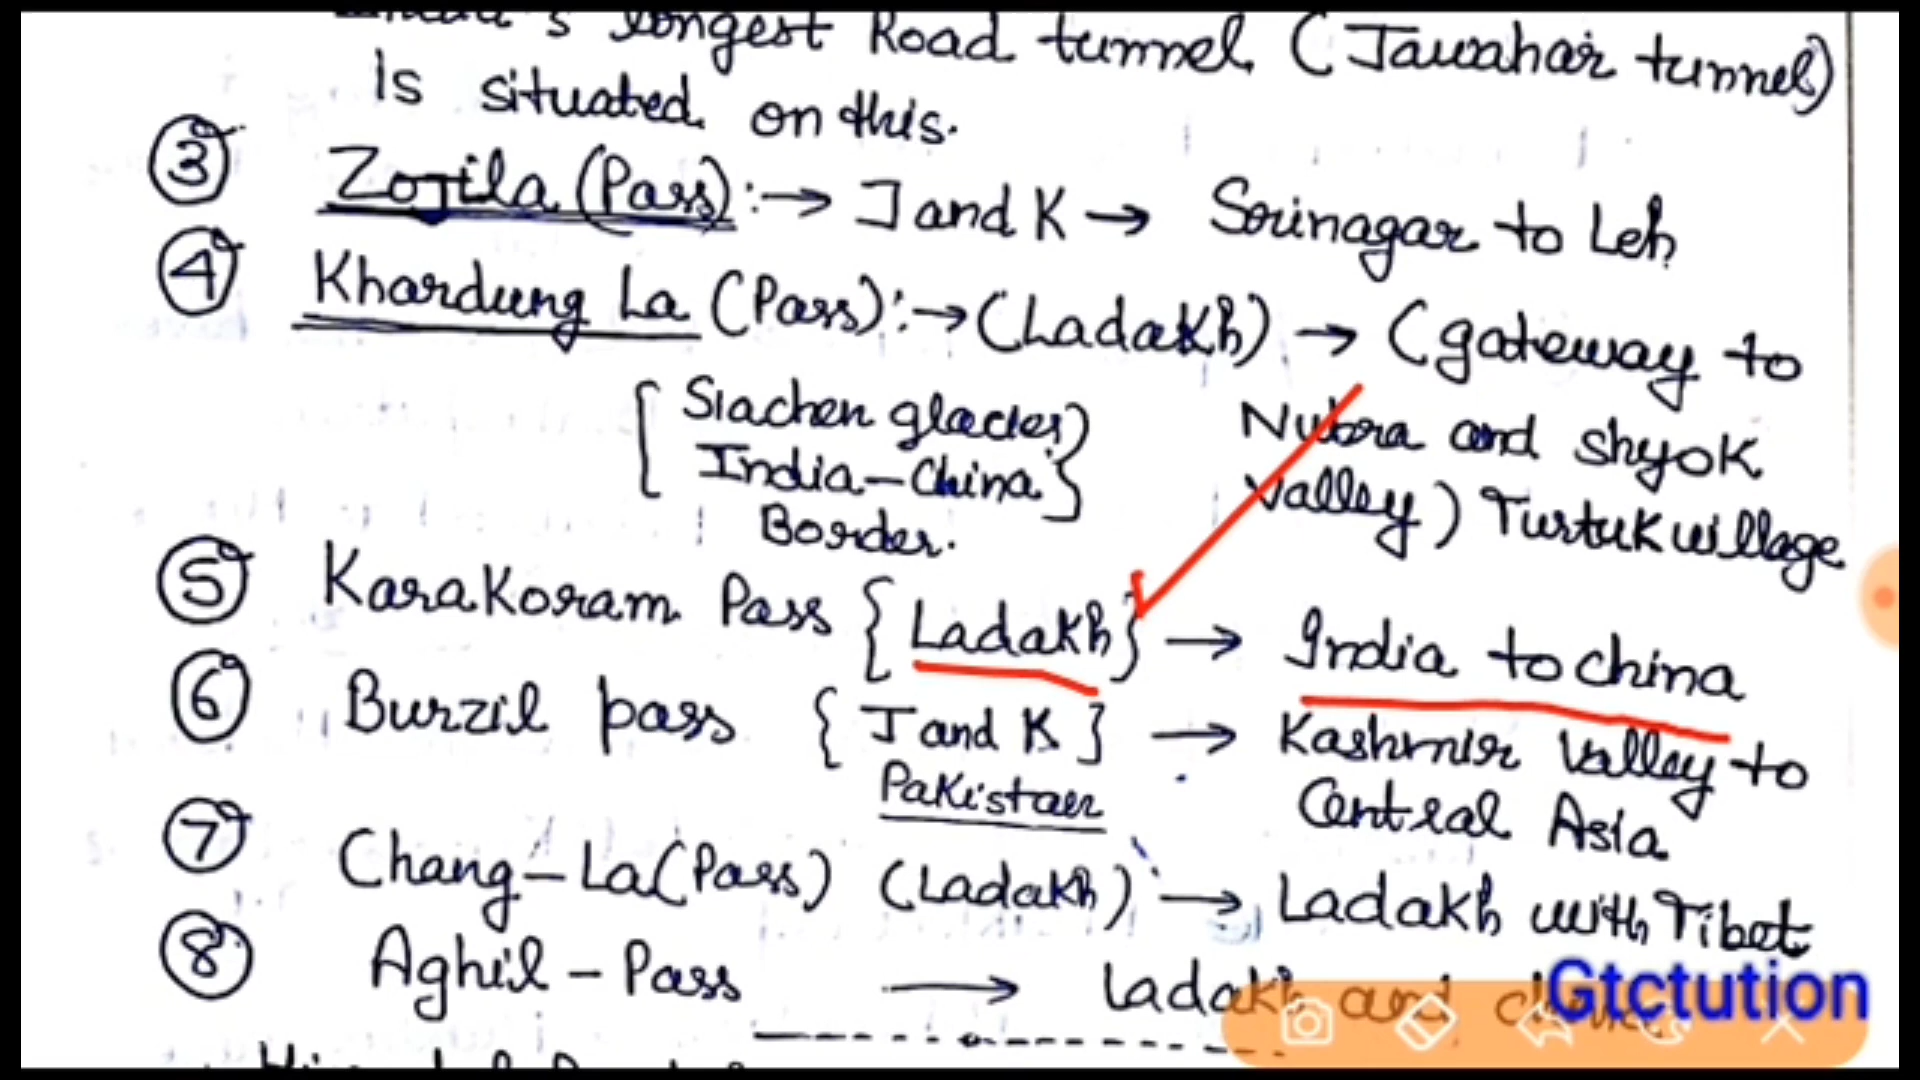 's longest Road tunnel (Jawahar tunnel)
is situated on this.
③ Zojila (Pass) :→ J and K → Srinagar to Leh
④ Khardung La (Pass) :→ (Ladakh) → (gateway to
[ Siachen glacier) Nubra and shyok
India-China } valley) Turtuk village
Border.
⑤ Karakoram Pass {Ladakh} → India to china
⑥ Burzil pass { J and K ] → Kashmir Valley to
Pakistan Central Asia
⑦ Chang-La (Pass) (Ladakh) → Ladakh with Tibet
⑧ Aghil-Pass → Ladakh and
Gtctution